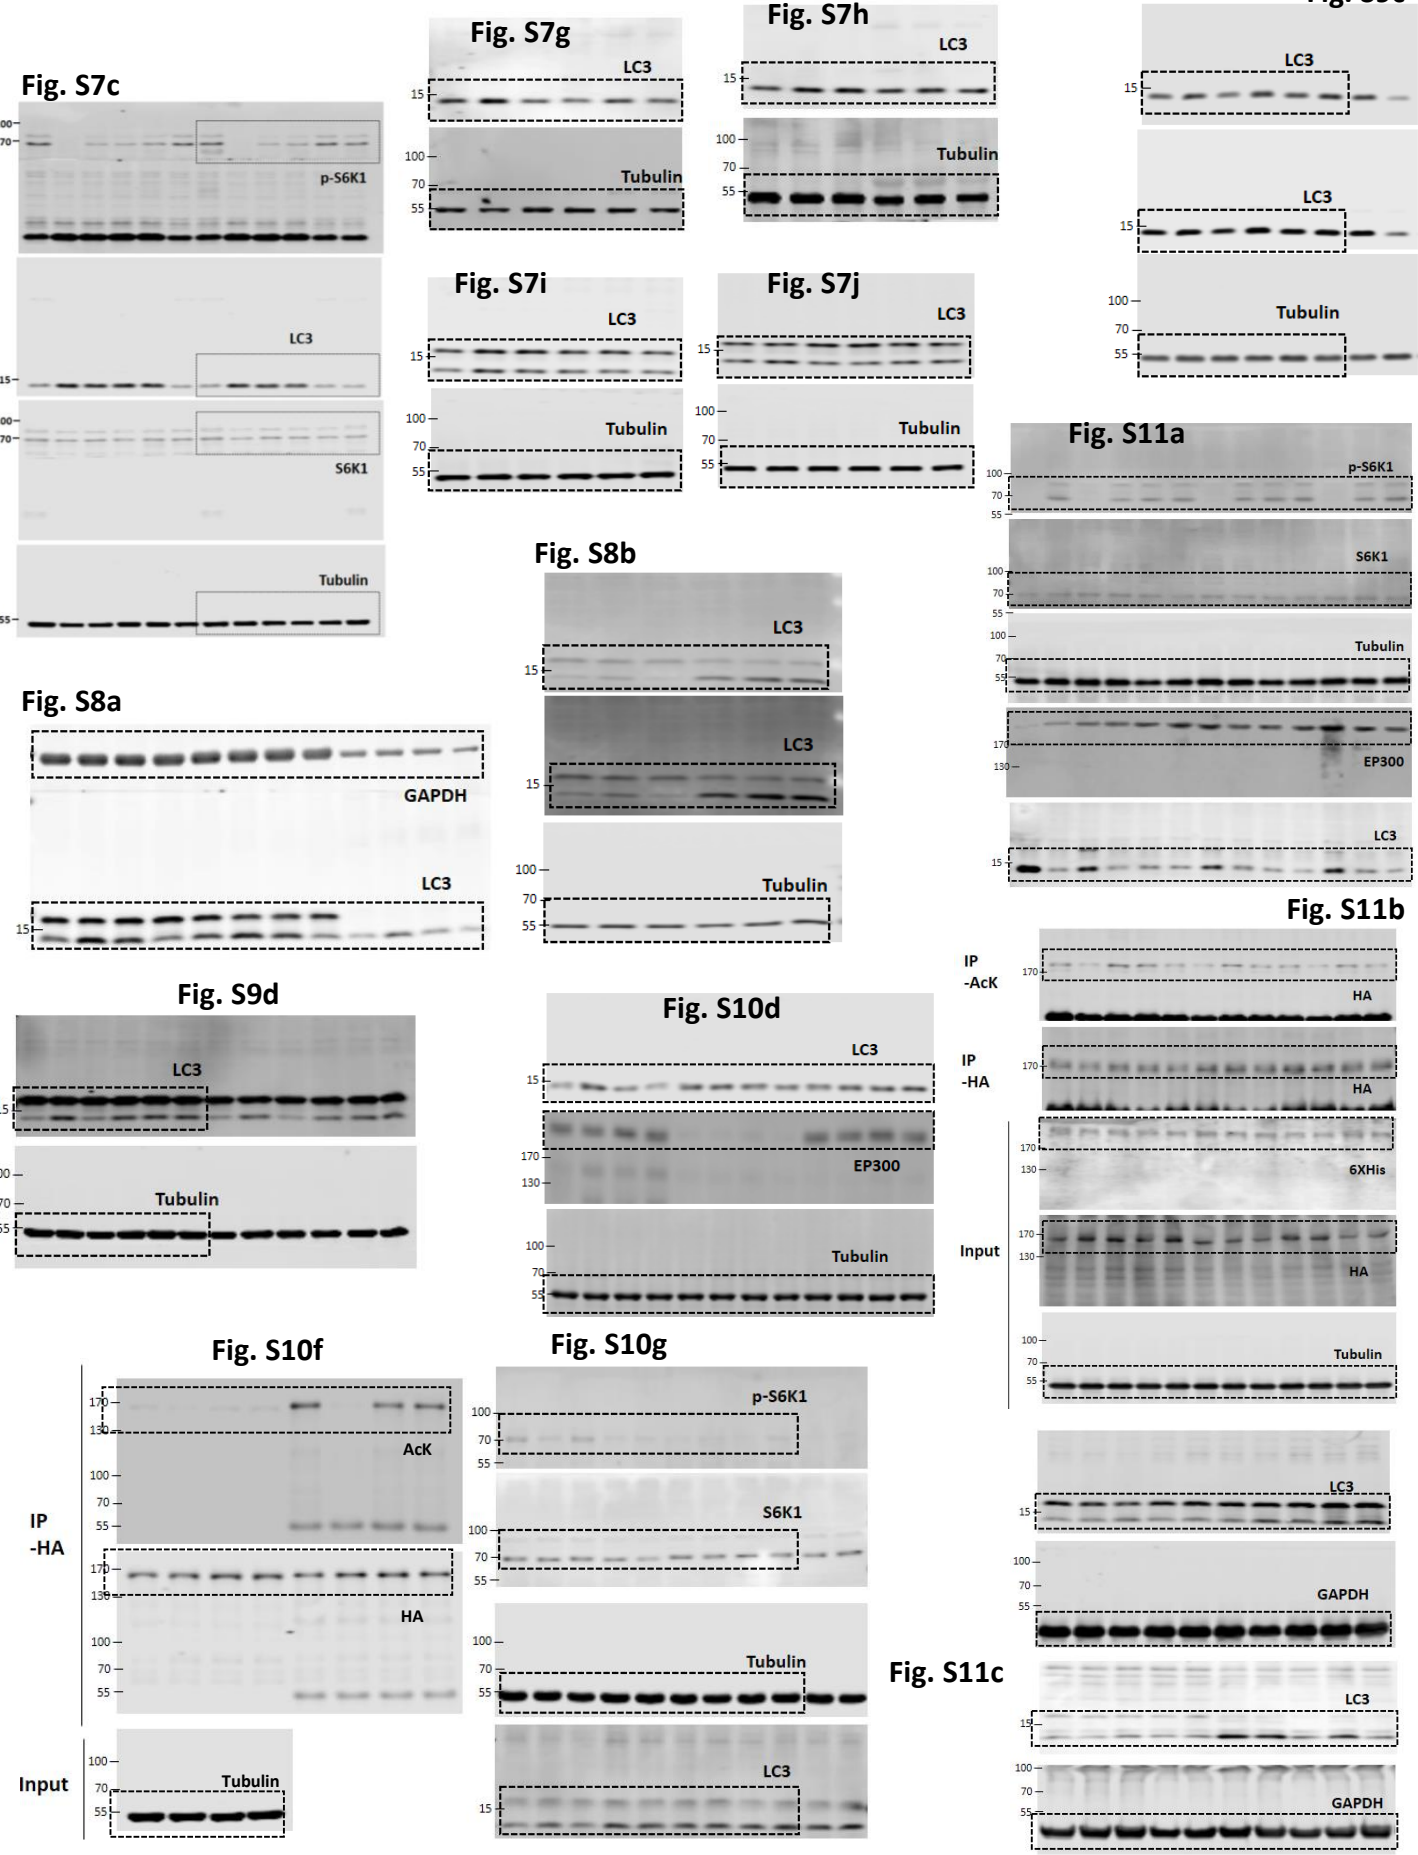 Fig. S7c
100
70
p-S6K1
LC3
15
100
70
S6K1
Tubulin
55
Fig. S7g
LC3
15
100
70
Tubulin
55
Fig. S7h
LC3
15
100
70
Tubulin
55
LC3
15
LC3
15
100
Tubulin
70
55
Fig. S7i
LC3
15
100
Tubulin
70
55
Fig. S7j
LC3
15
100
Tubulin
70
55
Fig. S11a
p-S6K1
100
70
55
S6K1
100
70
55
100
Tubulin
70
55
170
EP300
130
LC3
15
Fig. S8b
LC3
15
LC3
15
100
Tubulin
70
55
Fig. S8a
GAPDH
LC3
15
Fig. S11b
IP
-AcK
170
HA
IP
-HA
170
HA
170
130
6XHis
Input
170
130
HA
100
Tubulin
70
55
Fig. S9d
LC3
15
Tubulin
55
Fig. S10d
LC3
15
EP300
170
130
100
Tubulin
70
55
Fig. S10f
IP
-HA
170
130
AcK
100
70
55
170
130
HA
100
70
55
Input
100
Tubulin
70
55
Fig. S10g
p-S6K1
100
70
55
S6K1
100
70
55
100
Tubulin
70
55
LC3
15
Fig. S11c
LC3
15
100
70
GAPDH
55
LC3
15
100
70
GAPDH
55